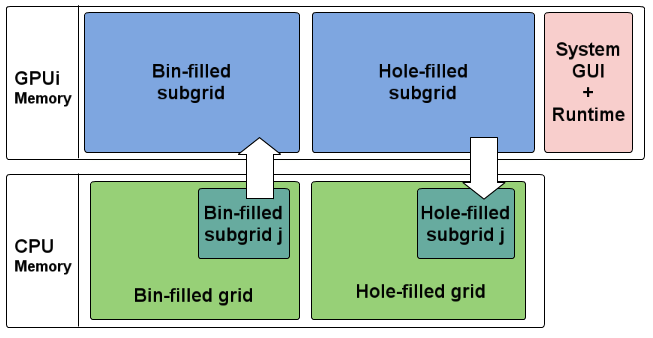 GPUi
Memory
Bin-filled
subgrid
Hole-filled
subgrid
System
GUI
+
Runtime
CPU
Memory
Bin-filled
subgrid j
Bin-filled grid
Hole-filled
subgrid j
Hole-filled grid